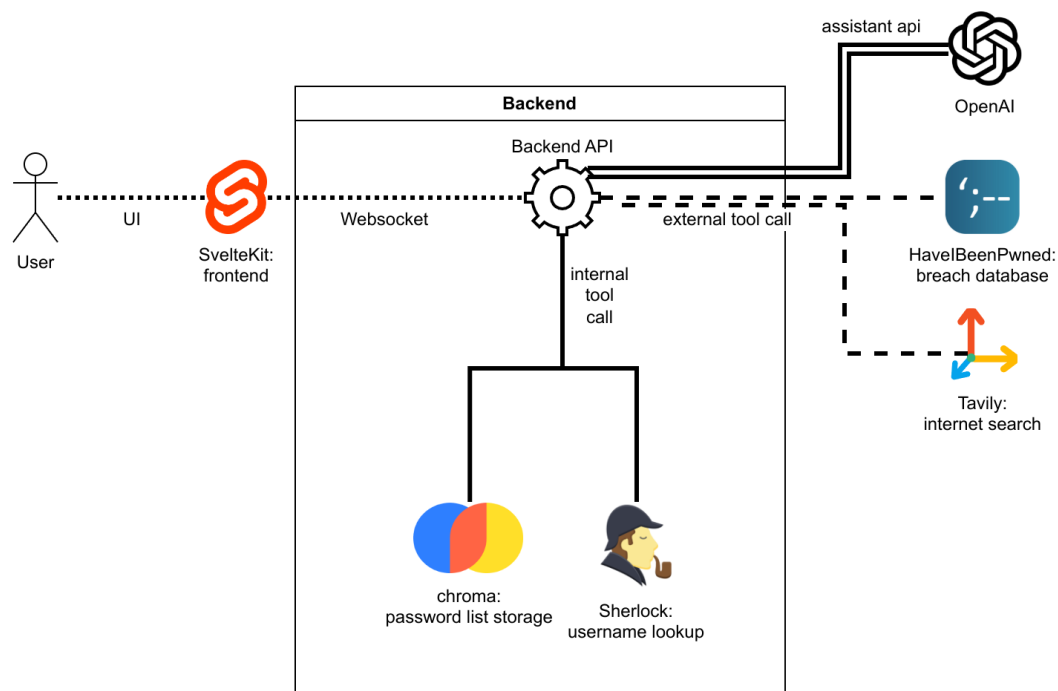 assistant api
OpenAI
Backend
Backend API
UI
Websocket
external tool call
User
SvelteKit:
frontend
HaveIBeenPwned:
breach database
internal
tool
call
Tavily:
internet search
chroma:
password list storage
Sherlock:
username lookup
';--